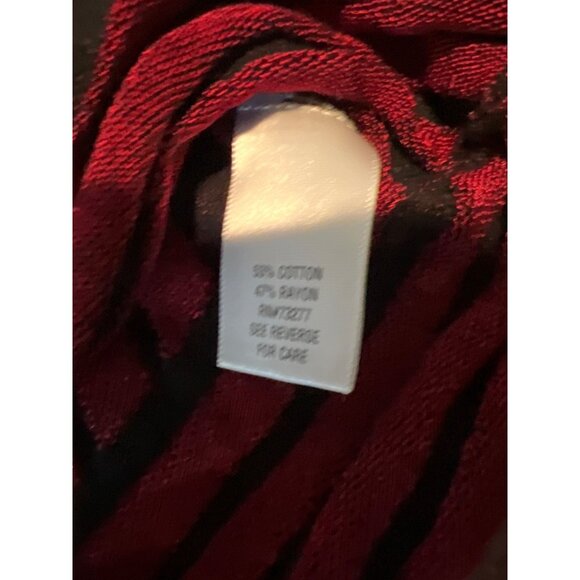 53% COTTON
47% RAYON
RN#73277
SEE REVERSE
FOR CARE